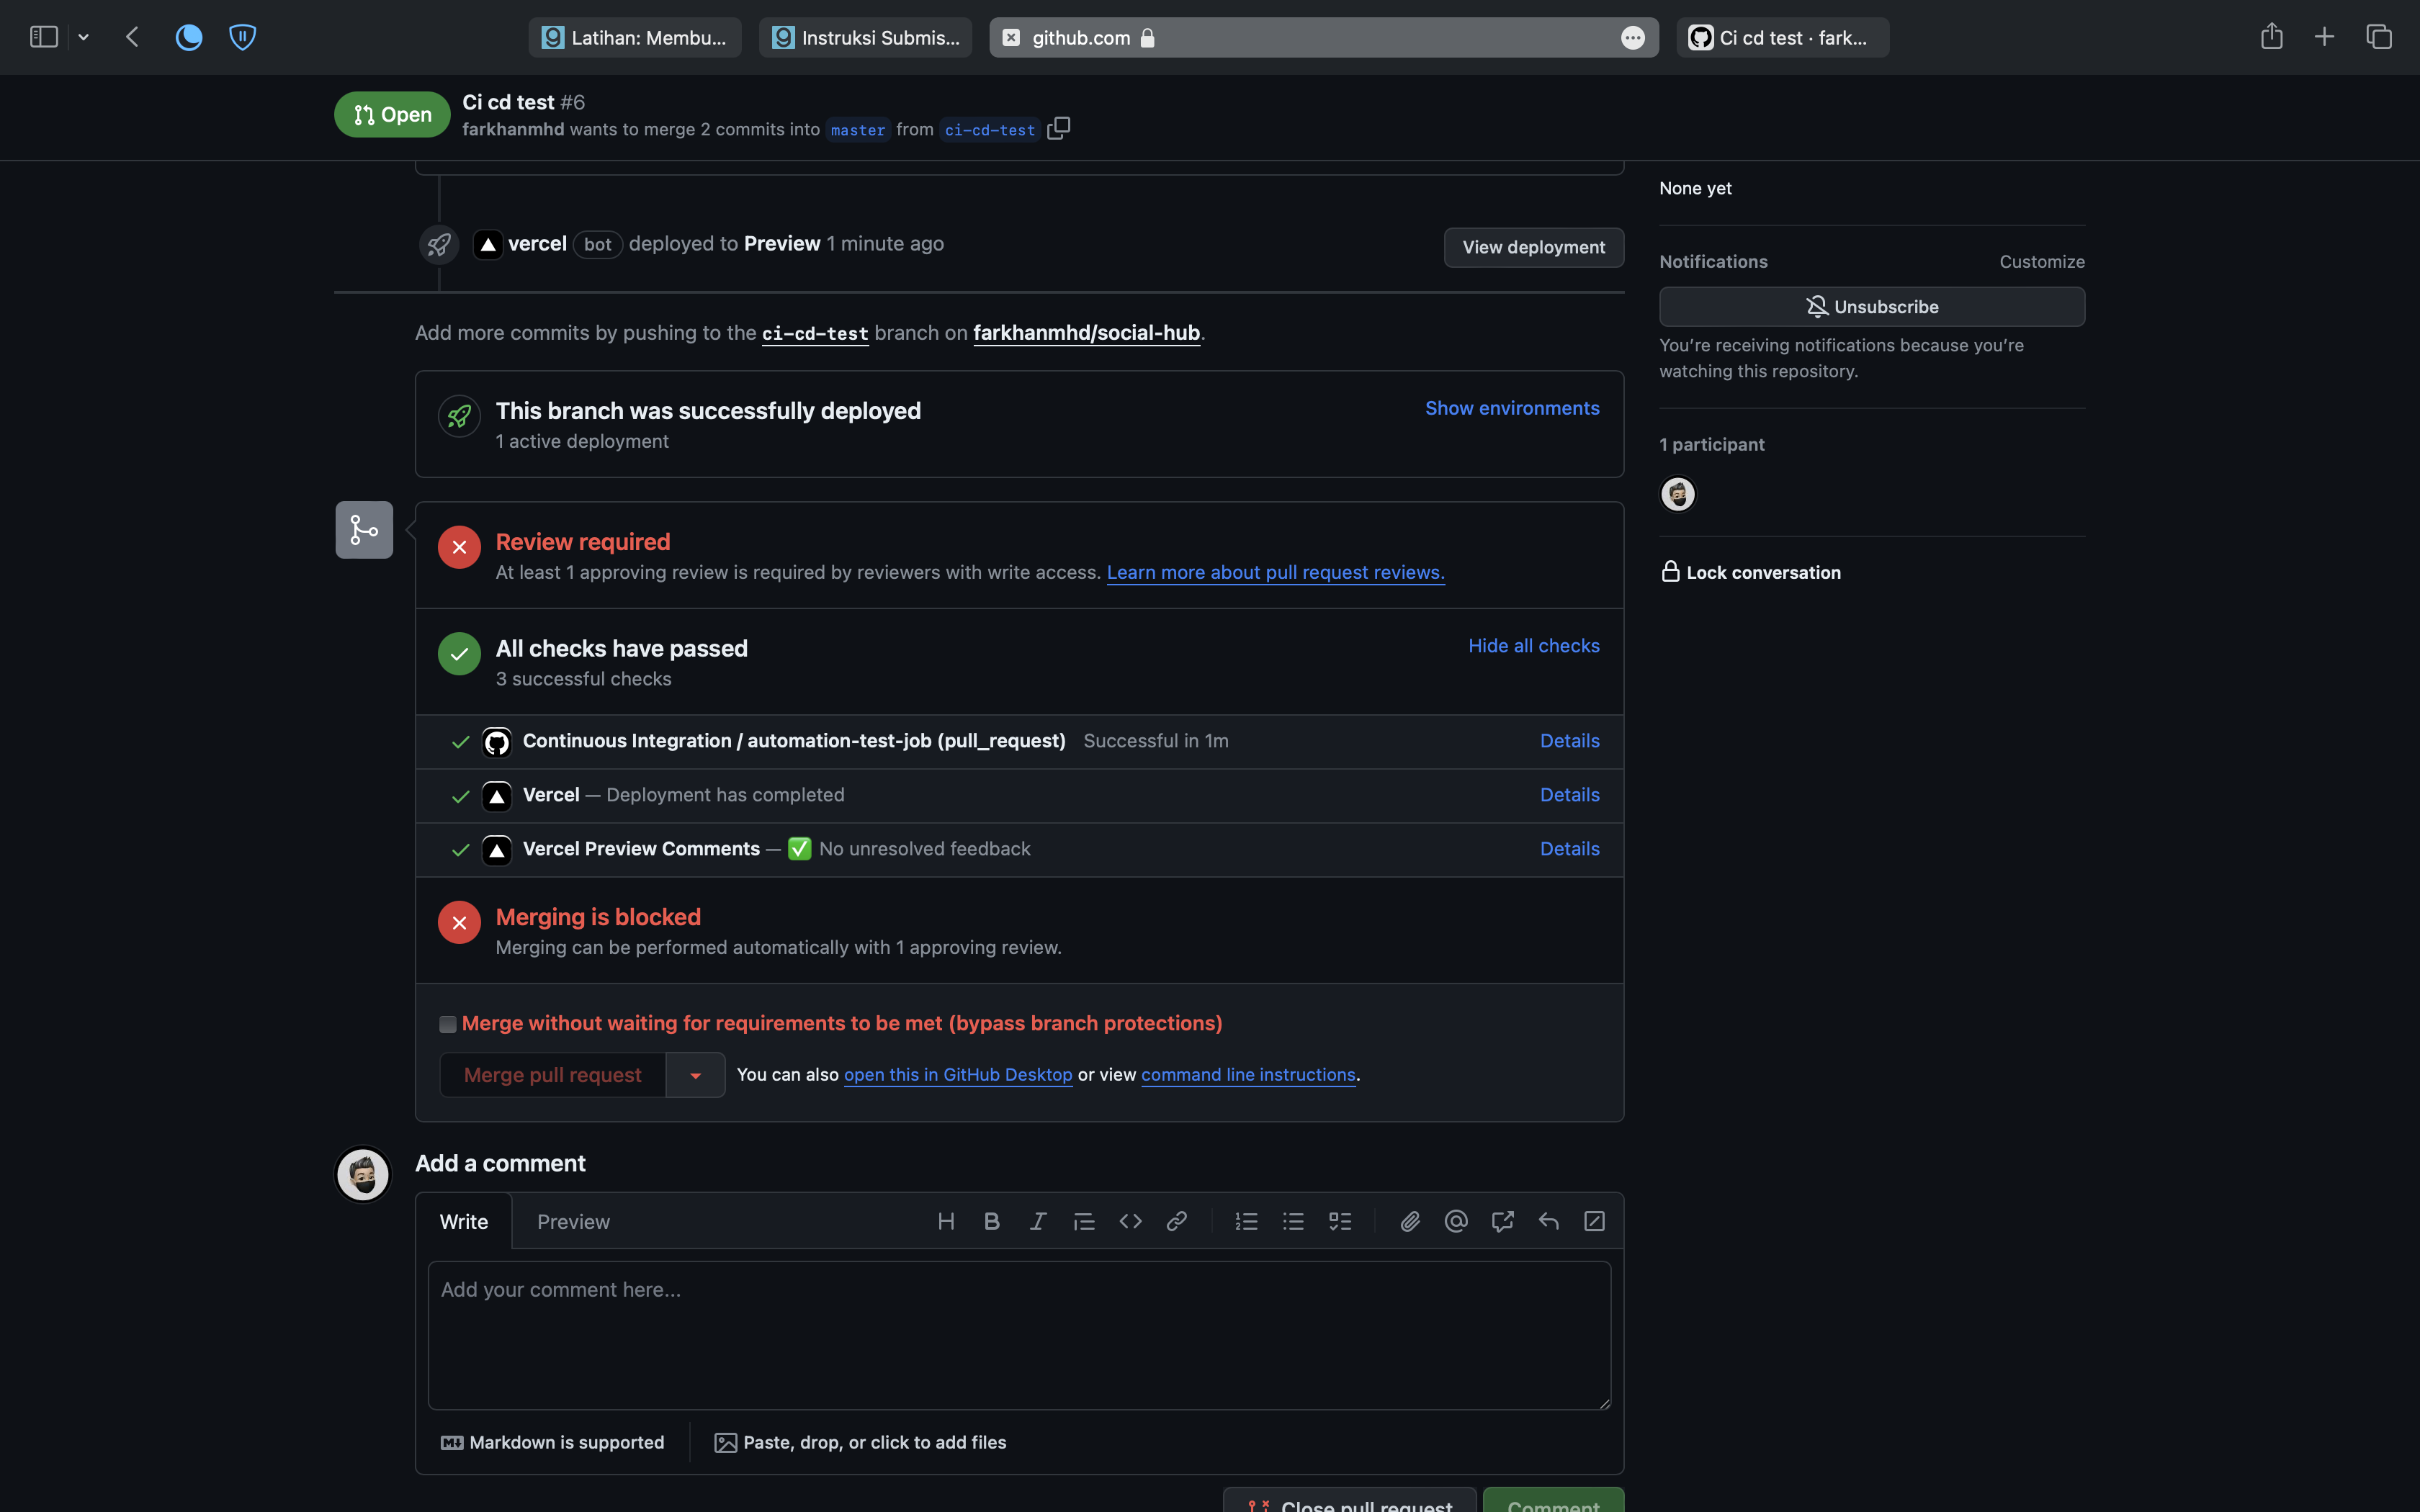 Latihan: Membu...
Instruksi Submis...
github.com
Ci cd test · fark...
Open
Ci cd test #6
farkhanmhd wants to merge 2 commits into master from ci-cd-test
None yet
vercel bot deployed to Preview 1 minute ago
View deployment
Notifications
Customize
Unsubscribe
You're receiving notifications because you're
watching this repository.
Add more commits by pushing to the ci-cd-test branch on farkhanmhd/social-hub.
This branch was successfully deployed
1 active deployment
Show environments
1 participant
Review required
At least 1 approving review is required by reviewers with write access. Learn more about pull request reviews.
Lock conversation
All checks have passed
3 successful checks
Hide all checks
Continuous Integration / automation-test-job (pull_request) Successful in 1m
Details
Vercel — Deployment has completed
Details
Vercel Preview Comments — ✅ No unresolved feedback
Details
Merging is blocked
Merging can be performed automatically with 1 approving review.
Merge without waiting for requirements to be met (bypass branch protections)
Merge pull request
You can also open this in GitHub Desktop or view command line instructions.
Add a comment
Write
Preview
Add your comment here...
Markdown is supported
Paste, drop, or click to add files
Close pull request
Comment